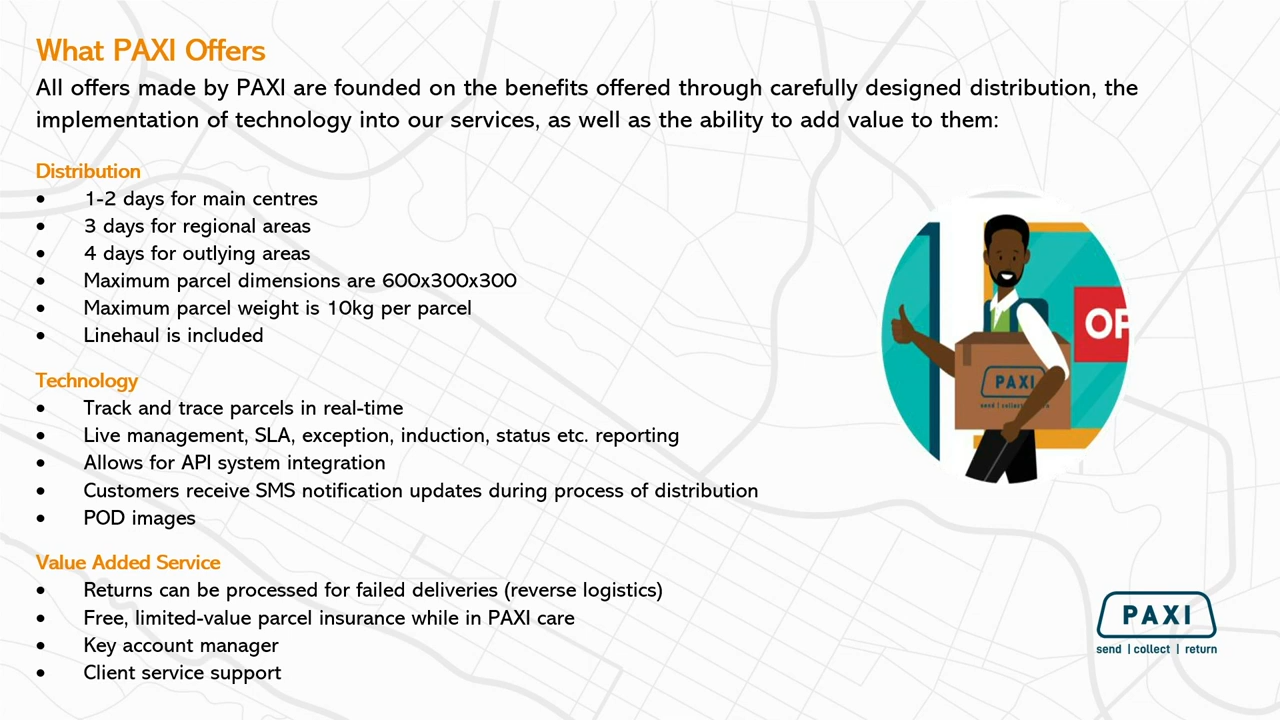 What PAXI Offers
All offers made by PAXI are founded on the benefits offered through carefully designed distribution, the
implementation of technology into our services, as well as the ability to add value to them:
Distribution
• 1-2 days for main centres
• 3 days for regional areas
• 4 days for outlying areas
• Maximum parcel dimensions are 600x300x300
• Maximum parcel weight is 10kg per parcel
• Linehaul is included
Technology
• Track and trace parcels in real-time
• Live management, SLA, exception, induction, status etc. reporting
• Allows for API system integration
• Customers receive SMS notification updates during process of distribution
• POD images
Value Added Service
• Returns can be processed for failed deliveries (reverse logistics)
• Free, limited-value parcel insurance while in PAXI care
• Key account manager
• Client service support
OF
PAXI
send |
PAXI
send | collect | return